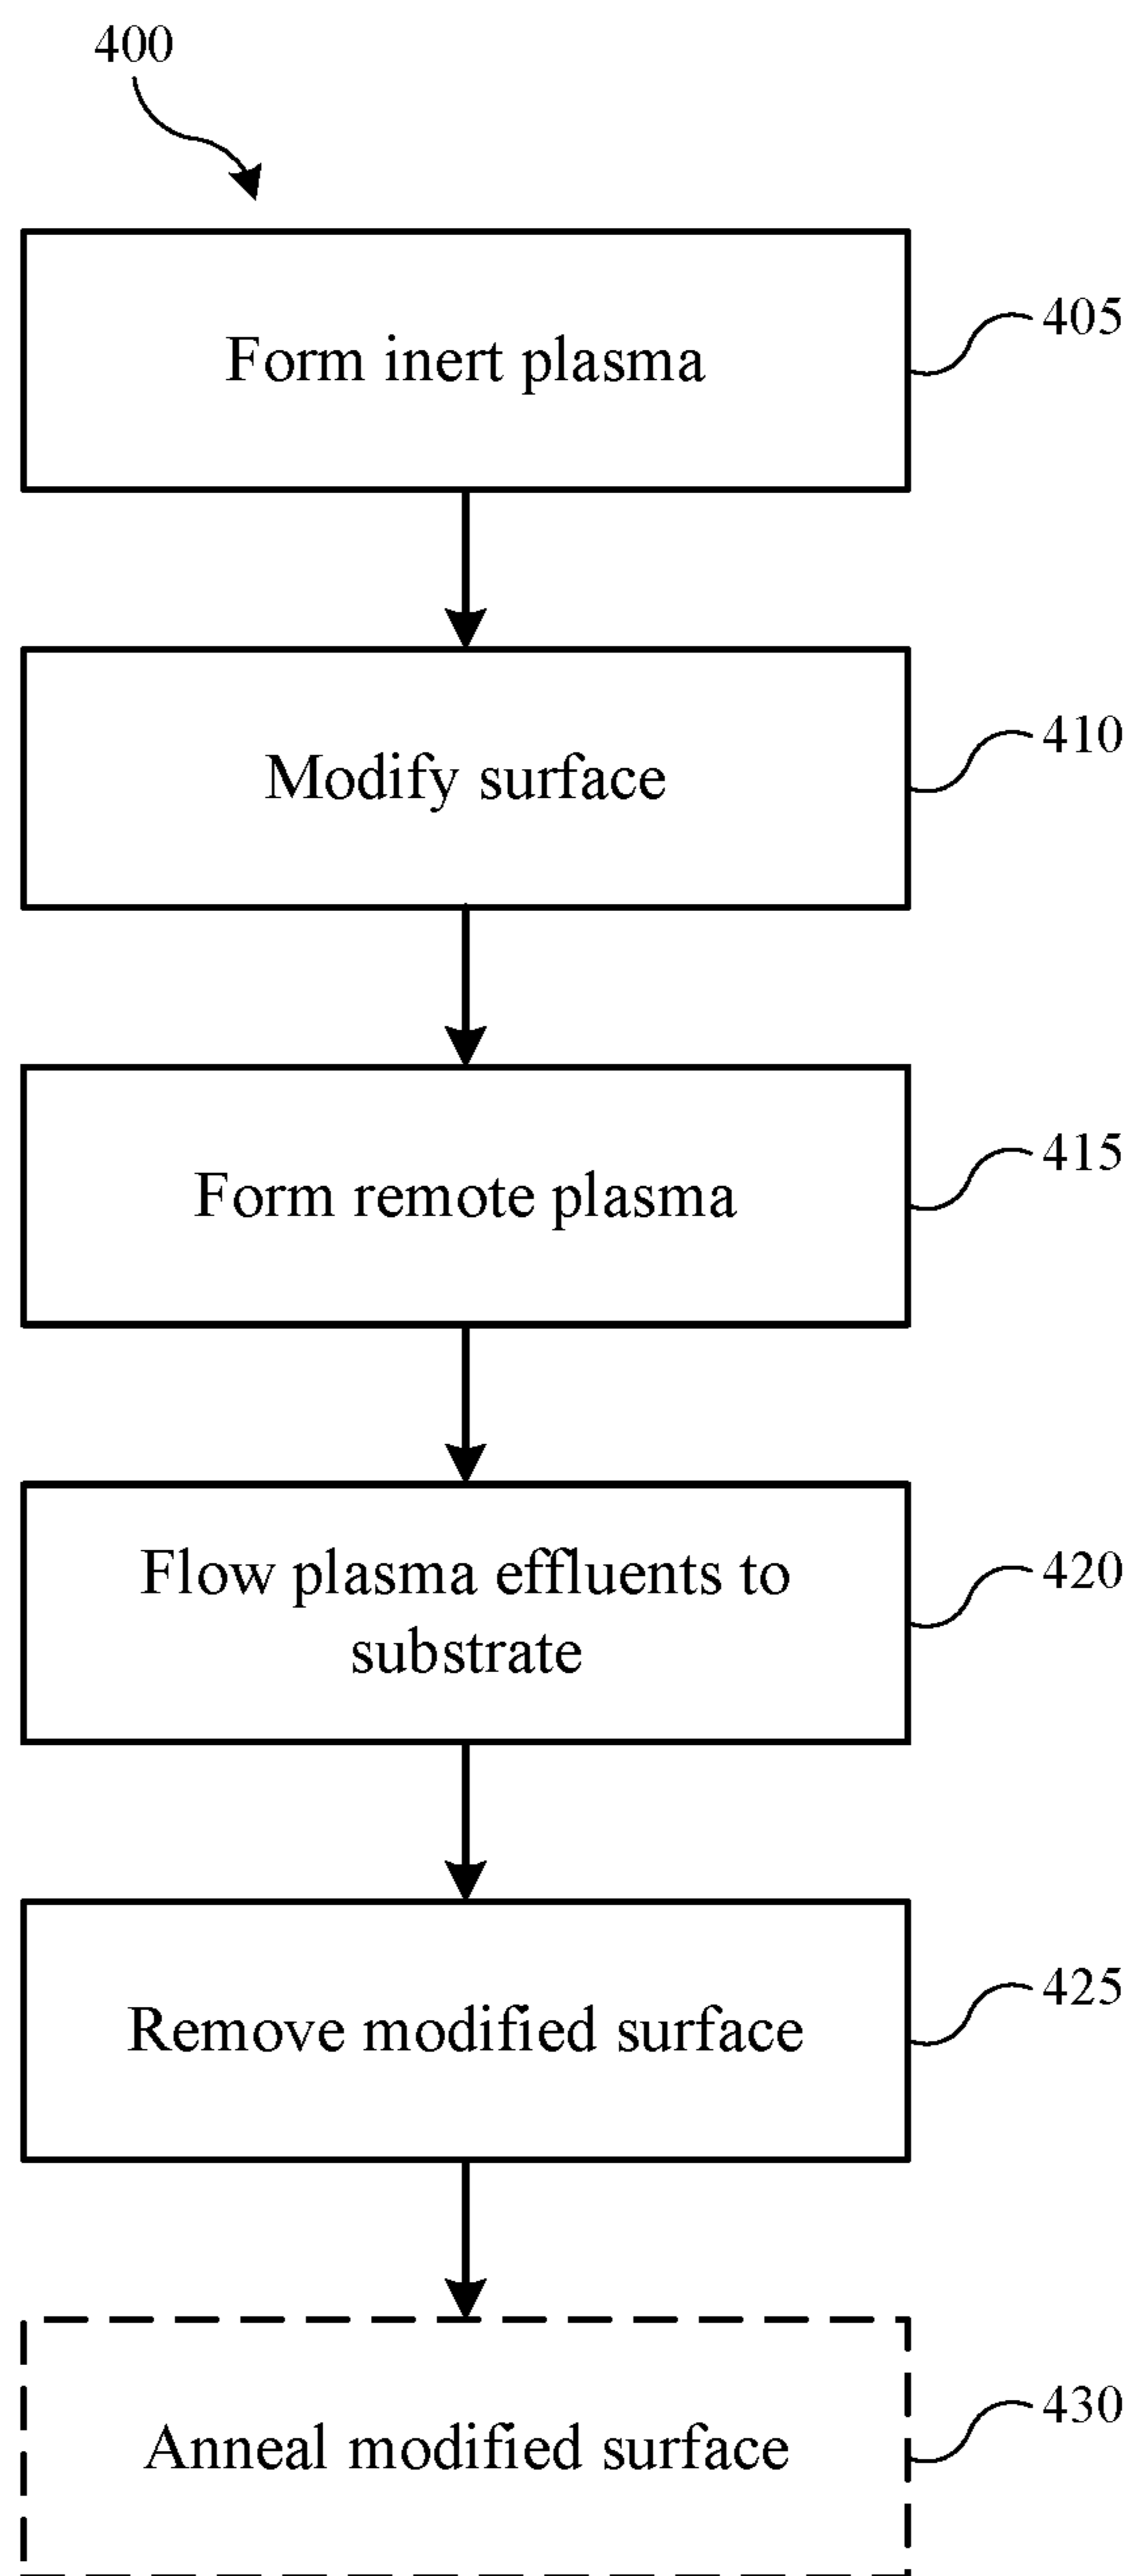 400
Form inert plasma
405
Modify surface
410
Form remote plasma
415
Flow plasma effluents to
substrate
420
Remove modified surface
425
Anneal modified surface
430